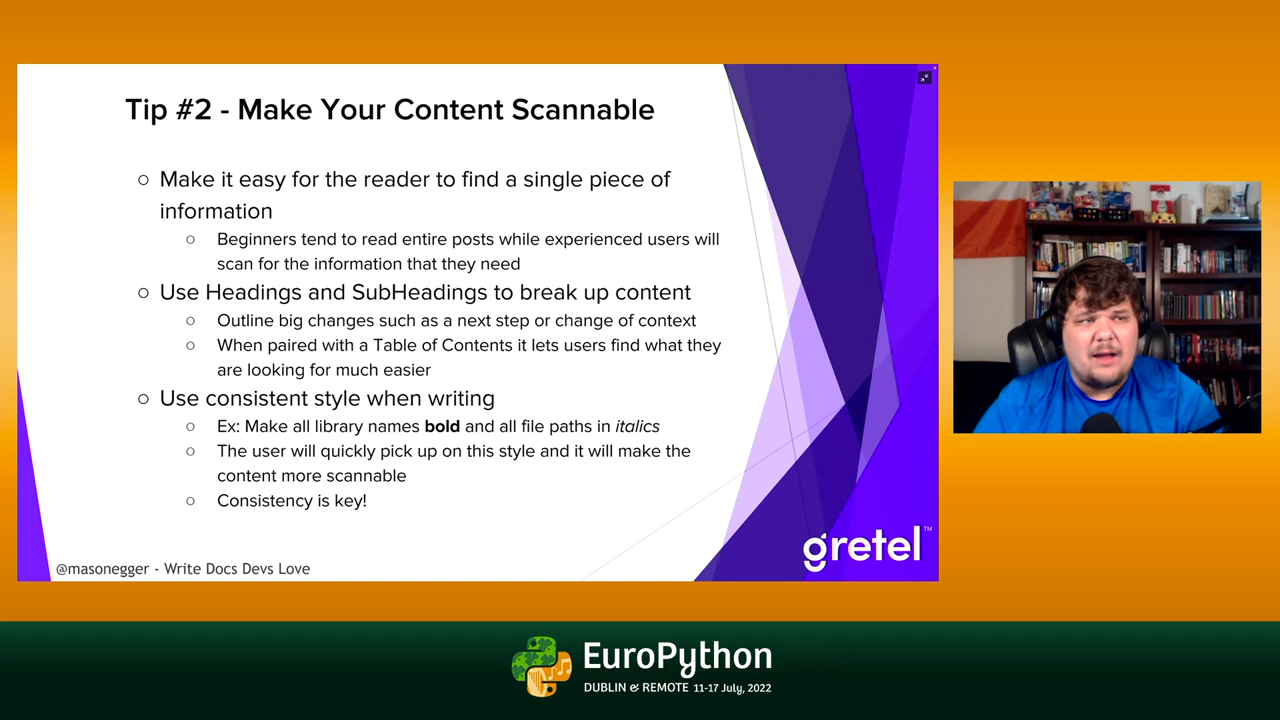 Tip #2 - Make Your Content Scannable
○ Make it easy for the reader to find a single piece of
information
○ Beginners tend to read entire posts while experienced users will
scan for the information that they need
○ Use Headings and SubHeadings to break up content
○ Outline big changes such as a next step or change of context
○ When paired with a Table of Contents it lets users find what they
are looking for much easier
○ Use consistent style when writing
○ Ex: Make all library names bold and all file paths in italics
○ The user will quickly pick up on this style and it will make the
content more scannable
○ Consistency is key!
gretel™
@masonegger - Write Docs Devs Love
EuroPython
DUBLIN & REMOTE 11-17 July, 2022